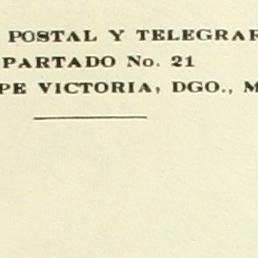 POSTAL Y TELEGRAF
PARTADO No. 21
PE VICTORIA, DGO., M